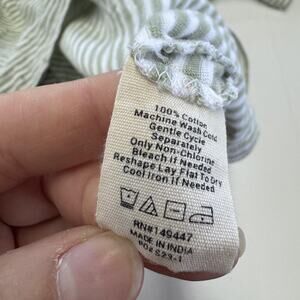 100% Cotton
Machine Wash Cold
Gentle Cycle
Separately
Only Non-Chlorine
Bleach if Needed
Reshape Lay Flat To Dry
Cool Iron if Needed
RN#149447
MADE IN INDIA